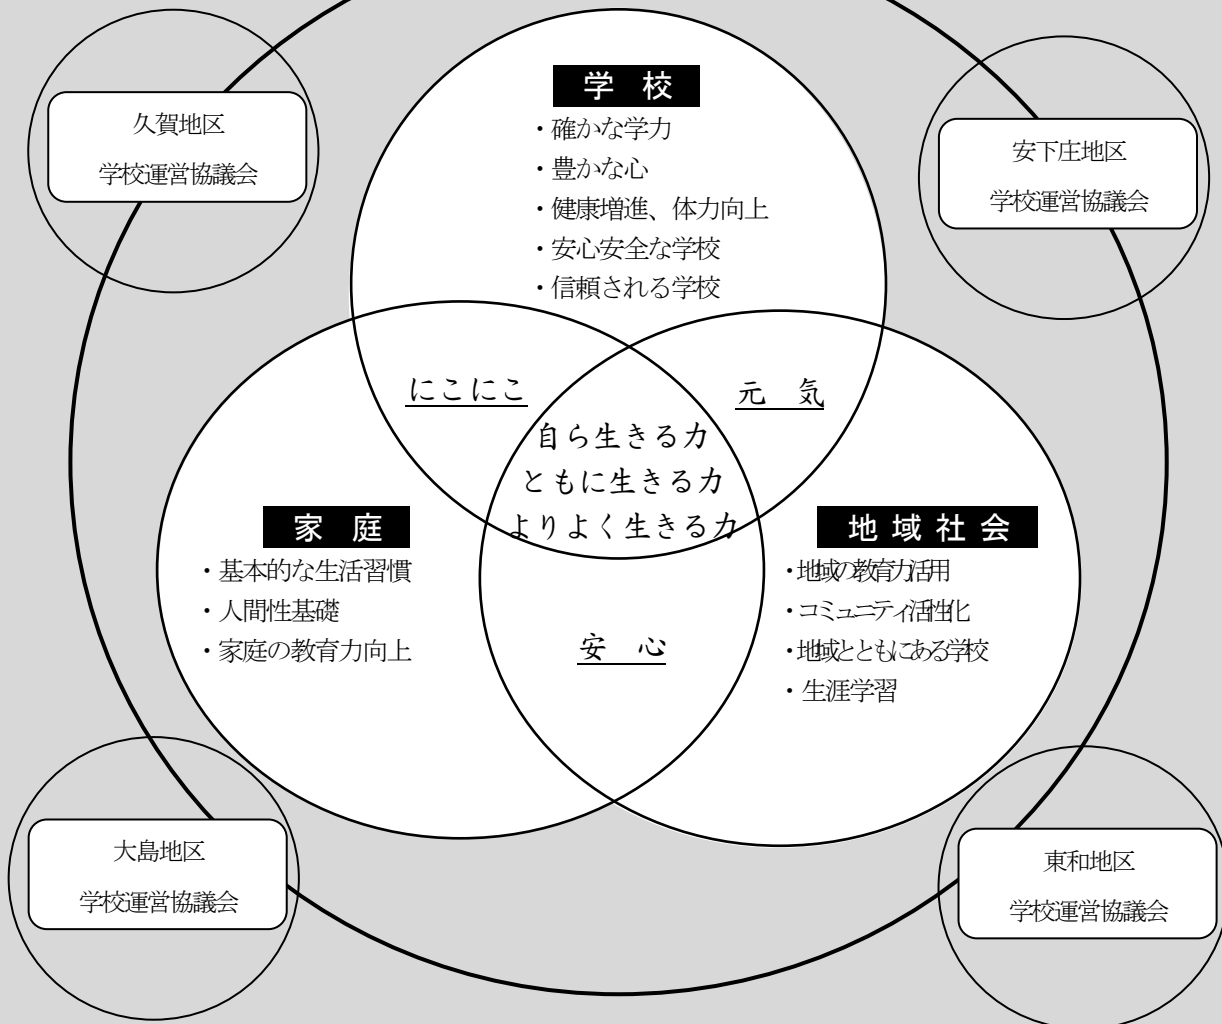 久賀地区
学校運営協議会
安下庄地区
学校運営協議会
学 校
・確かな学力
・豊かな心
・健康増進、体力向上
・安心安全な学校
・信頼される学校
にこにこ
元 気
自ら生きる力
ともに生きる力
よりよく生きる力
家 庭
・基本的な生活習慣
・人間性基礎
・家庭の教育力向上
地 域 社 会
・地域の教育力活用
・コミュニティ活性化
・地域とともにある学校
・生涯学習
安 心
大島地区
学校運営協議会
東和地区
学校運営協議会